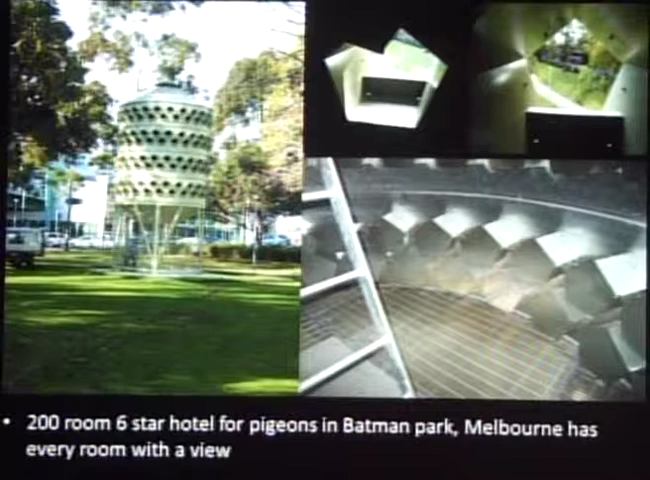 • 200 room 6 star hotel for pigeons in Batman park, Melbourne has
every room with a view